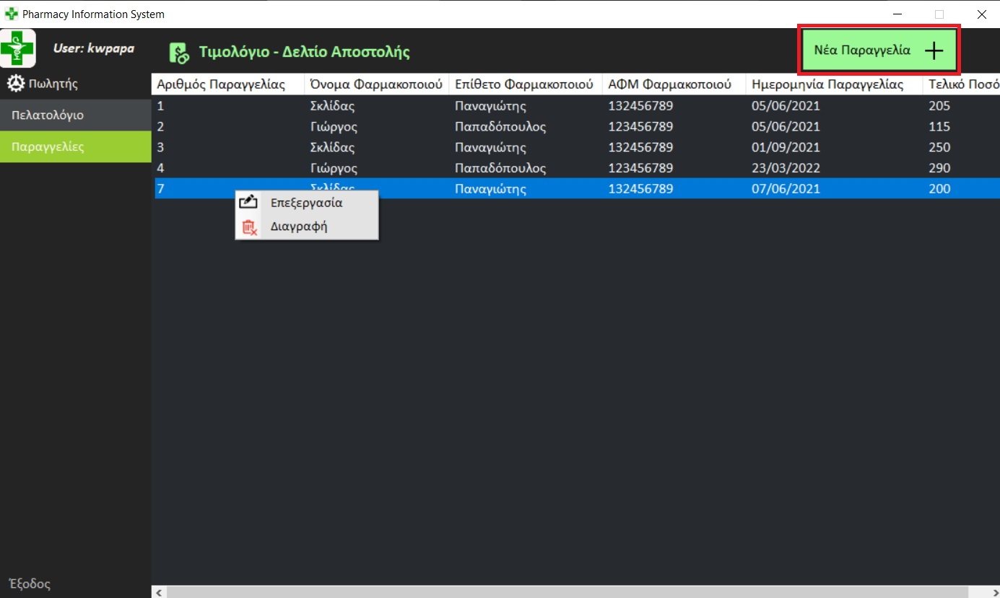 Pharmacy Information System
User: kwpapa
Τιμολόγιο - Δελτίο Αποστολής
Νέα Παραγγελία
Πωλητής
Πελατολόγιο
Παραγγελίες
Αριθμός Παραγγελίας Όνομα Φαρμακοποιού Επίθετο Φαρμακοποιού ΑΦΜ Φαρμακοποιού Ημερομηνία Παραγγελίας Τελικό Ποσό
1 Σκλίδας Παναγιώτης 132456789 05/06/2021 205
2 Γιώργος Παπαδόπουλος 123456789 05/06/2021 115
3 Σκλίδας Παναγιώτης 132456789 01/09/2021 250
4 Γιώργος Παπαδόπουλος 123456789 23/03/2022 290
7 Σκλίδας Παναγιώτης 132456789 07/06/2021 200
Επεξεργασία
Διαγραφή
Έξοδος